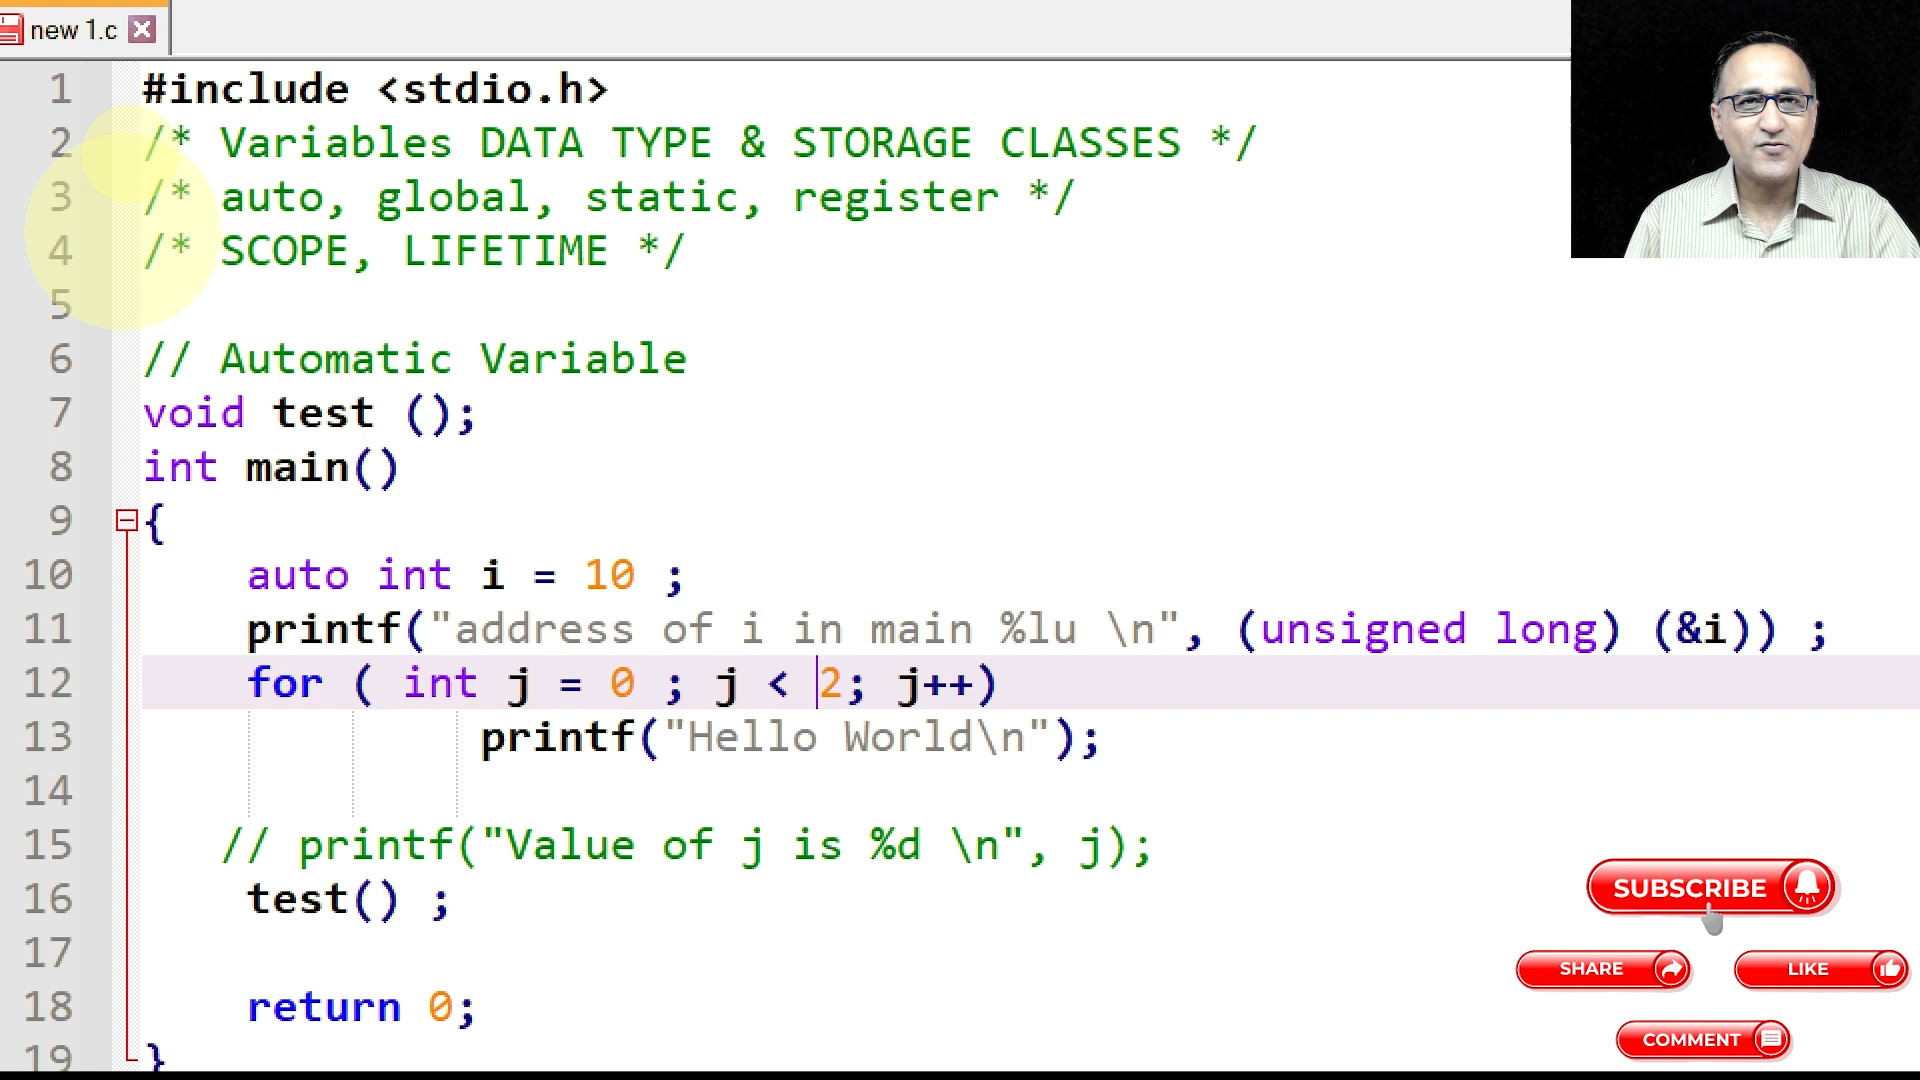 new 1.c
1 #include <stdio.h>
2 /* Variables DATA TYPE & STORAGE CLASSES */
3 /* auto, global, static, register */
4 /* SCOPE, LIFETIME */
5
6 // Automatic Variable
7 void test ();
8 int main()
9 {
10 auto int i = 10 ;
11 printf("address of i in main %lu \n", (unsigned long) (&i)) ;
12 for ( int j = 0 ; j < 2; j++)
13 printf("Hello World\n");
14
15 // printf("Value of j is %d \n", j);
16 test() ;
17
18 return 0;
19 }
SUBSCRIBE
SHARE
LIKE
COMMENT